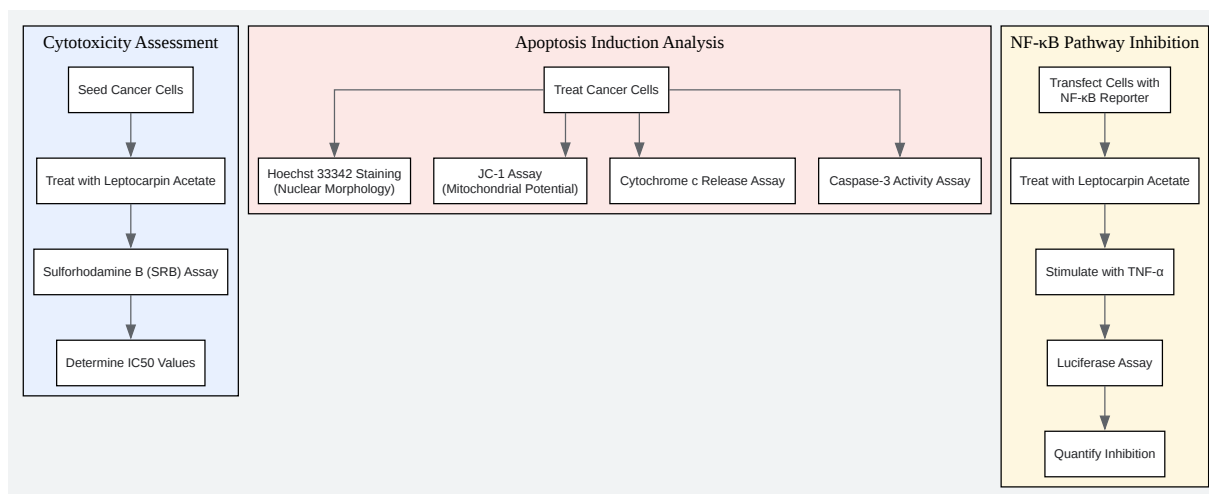 Cytotoxicity Assessment
Seed Cancer Cells
Treat with Leptocarpin Acetate
Sulforhodamine B (SRB) Assay
Determine IC50 Values
Apoptosis Induction Analysis
Treat Cancer Cells
Hoechst 33342 Staining
(Nuclear Morphology)
JC-1 Assay
(Mitochondrial Potential)
Cytochrome c Release Assay
Caspase-3 Activity Assay
NF-κB Pathway Inhibition
Transfect Cells with
NF-κB Reporter
Treat with Leptocarpin Acetate
Stimulate with TNF-α
Luciferase Assay
Quantify Inhibition